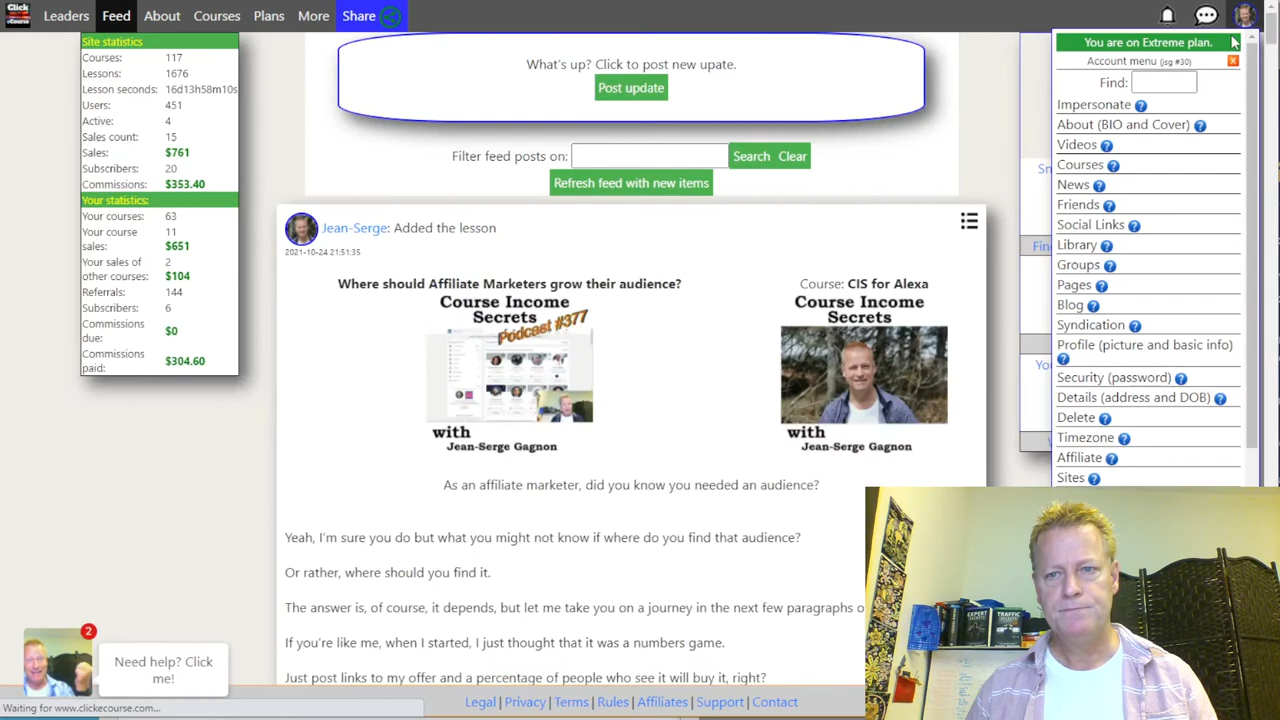 Click
eCourse
Leaders Feed About Courses Plans More Share
Site statistics
Courses: 117
Lessons: 1676
Lesson seconds: 16d13h58m10s
Users: 451
Active: 4
Sales count: 15
Sales: $761
Subscribers: 20
Commissions: $353.40
Your statistics:
Your courses: 63
Your course sales: 11
$651
Your sales of other courses: 2
$104
Referrals: 144
Subscribers: 6
Commissions due: $0
Commissions paid: $304.60
What's up? Click to post new upate.
Post update
Filter feed posts on: Search Clear
Refresh feed with new items
Jean-Serge: Added the lesson
2021-10-24 21:51:35
Where should Affiliate Marketers grow their audience?
Course Income
Secrets
Podcast #377
with
Jean-Serge Gagnon
Course: CIS for Alexa
Course Income
Secrets
with
Jean-Serge Gagnon
As an affiliate marketer, did you know you needed an audience?
Yeah, I'm sure you do but what you might not know if where do you find that audience?
Or rather, where should you find it.
The answer is, of course, it depends, but let me take you on a journey in the next few paragraphs o
If you're like me, when I started, I just thought that it was a numbers game.
Just post links to my offer and a percentage of people who see it will buy it, right?
You are on Extreme plan.
Account menu (jsg #30)
Find:
Impersonate
About (BIO and Cover)
Videos
Courses
News
Friends
Social Links
Library
Groups
Pages
Blog
Syndication
Profile (picture and basic info)
Security (password)
Details (address and DOB)
Delete
Timezone
Affiliate
Sites
2
Need help? Click
me!
Waiting for www.clickecourse.com...
Legal | Privacy | Terms | Rules | Affiliates | Support | Contact
EXPERT
SECRETS
TRAFFIC
SECRETS